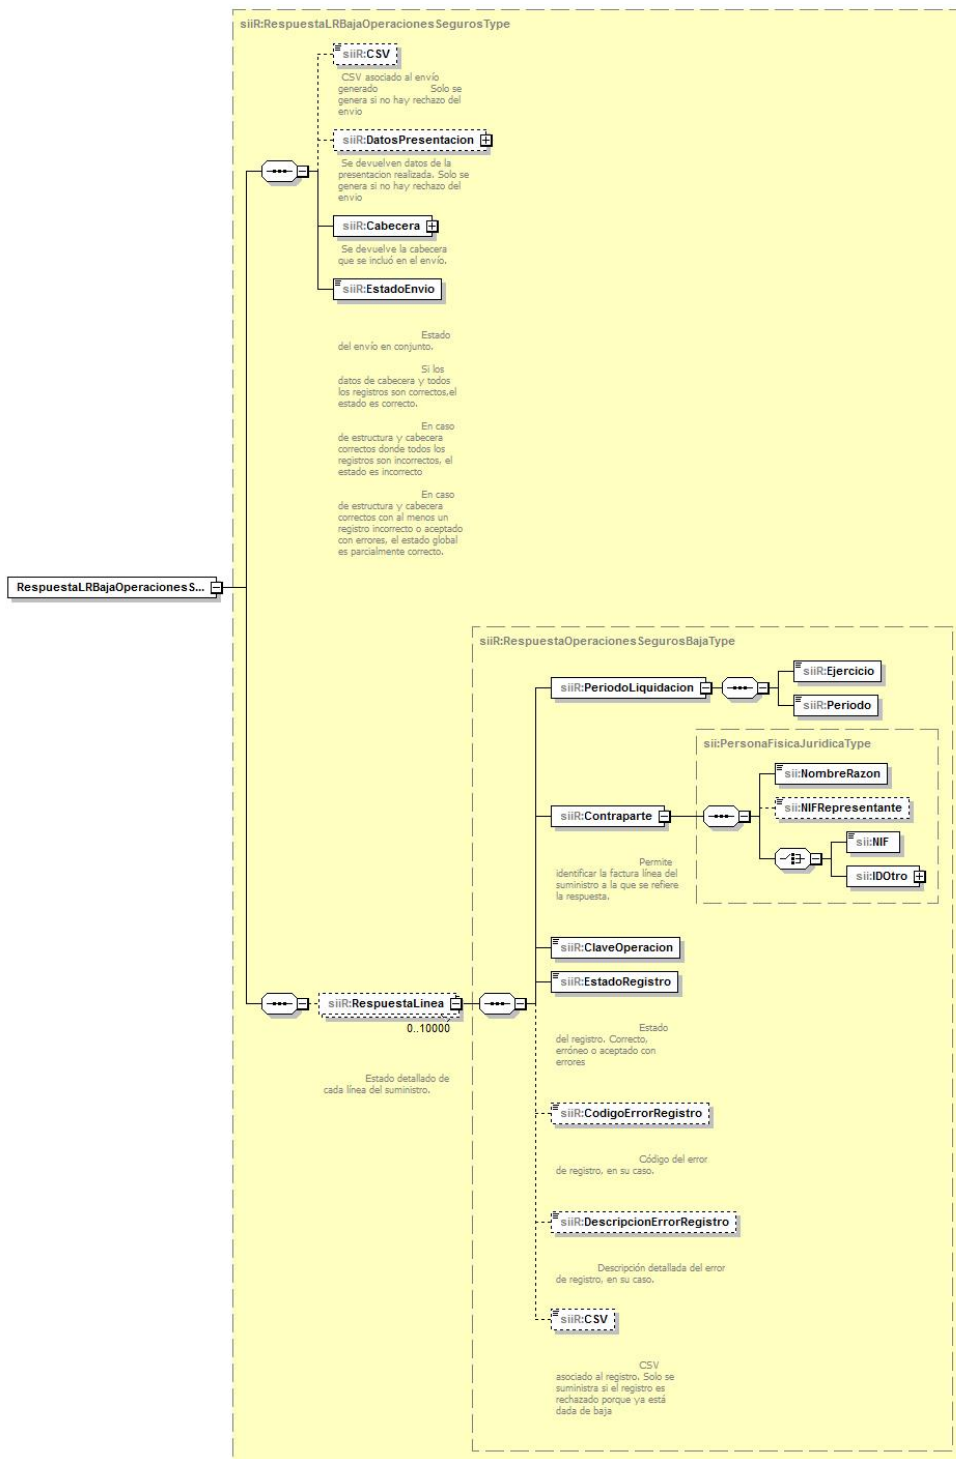 siiR:RespuestaLRBajaOperacionesSegurosType
siiR:CSV
CSV asociado al envío
generado Solo se
genera si no hay rechazo del
envio
siiR:DatosPresentacion
Se devuelven datos de la
presentacion realizada. Solo se
genera si no hay rechazo del
envio
siiR:Cabecera
Se devuelve la cabecera
que se incluó en el envío.
siiR:EstadoEnvio
Estado
del envío en conjunto.
Si los
datos de cabecera y todos
los registros son correctos,el
estado es correcto.
En caso
de estructura y cabecera
correctos donde todos los
registros son incorrectos, el
estado es incorrecto
En caso
de estructura y cabecera
correctos con al menos un
registro incorrecto o aceptado
con errores, el estado global
es parcialmente correcto.
RespuestaLRBajaOperacionesS...
siiR:RespuestaOperacionesSegurosBajaType
siiR:PeriodoLiquidacion
siiR:Ejercicio
siiR:Periodo
sii:PersonaFisicaJuridicaType
sii:NombreRazon
sii:NIFRepresentante
siiR:Contraparte
sii:NIF
sii:IDOtro
Permite
identificar la factura línea del
suministro a la que se refiere
la respuesta.
siiR:ClaveOperacion
siiR:EstadoRegistro
siiR:RespuestaLinea
0..10000
Estado
del registro. Correcto,
erróneo o aceptado con
errores
Estado detallado de
cada línea del suministro.
siiR:CodigoErrorRegistro
Código del error
de registro, en su caso.
siiR:DescripcionErrorRegistro
Descripción detallada del error
de registro, en su caso.
siiR:CSV
CSV
asociado al registro. Solo se
suministra si el registro es
rechazado porque ya está
dada de baja